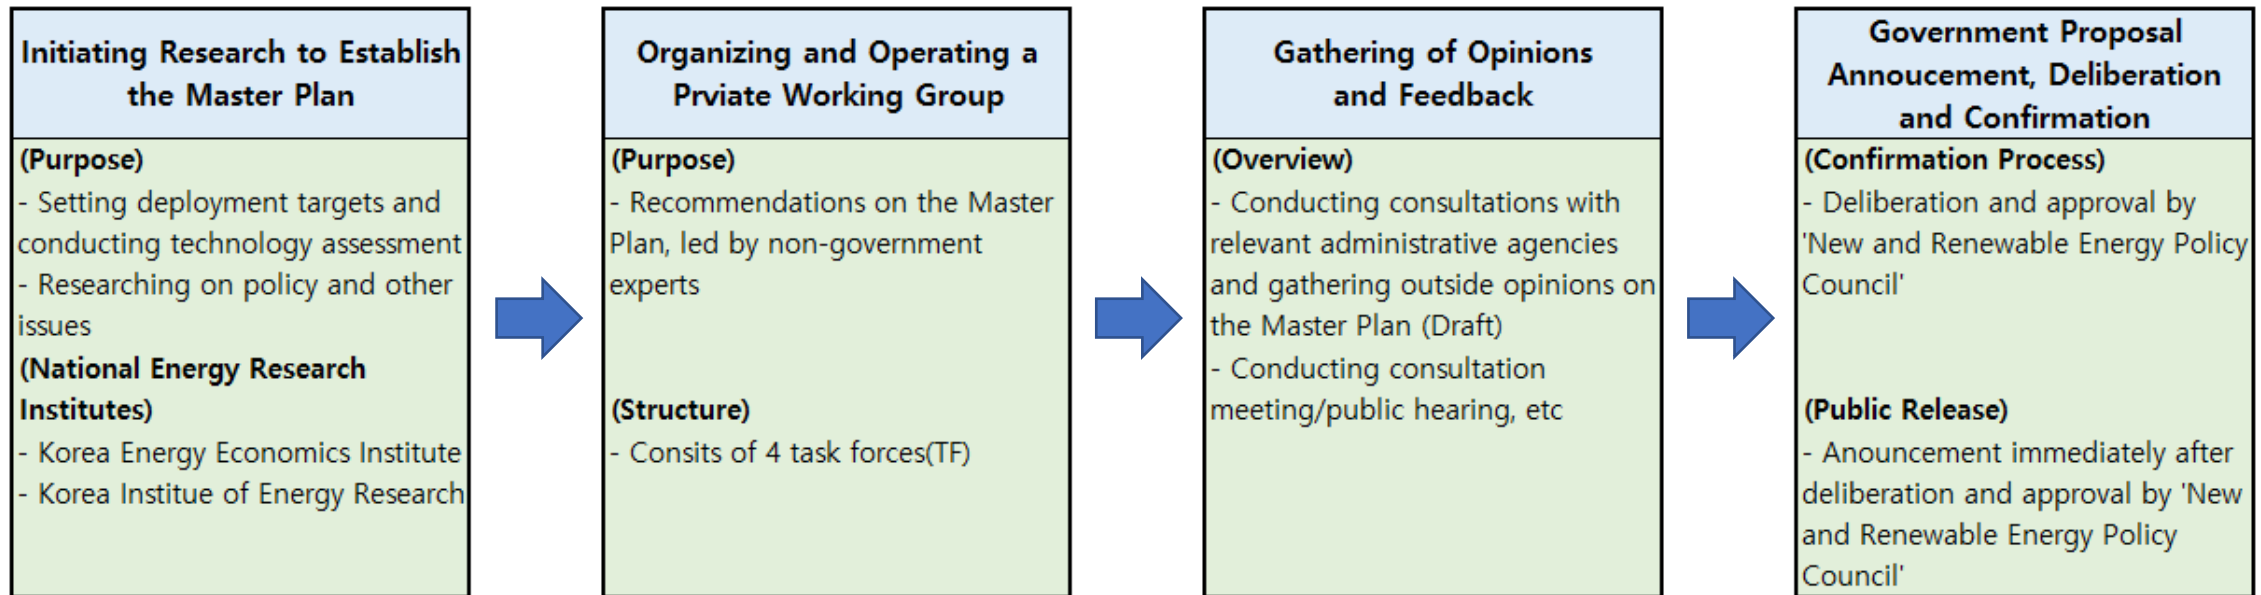 Initiating Research to Establish
the Master Plan
(Purpose)
- Setting deployment targets and
conducting technology assessment
- Researching on policy and other
issues
(National Energy Research
Institutes)
- Korea Energy Economics Institute
- Korea Institue of Energy Research
Organizing and Operating a
Prviate Working Group
(Purpose)
- Recommendations on the Master
Plan, led by non-government
experts
(Structure)
- Consits of 4 task forces(TF)
Gathering of Opinions
and Feedback
(Overview)
- Conducting consultations with
relevant administrative agencies
and gathering outside opinions on
the Master Plan (Draft)
- Conducting consultation
meeting/public hearing, etc
Government Proposal
Annoucement, Deliberation
and Confirmation
(Confirmation Process)
- Deliberation and approval by
'New and Renewable Energy Policy
Council'
(Public Release)
- Anouncement immediately after
deliberation and approval by 'New
and Renewable Energy Policy
Council'